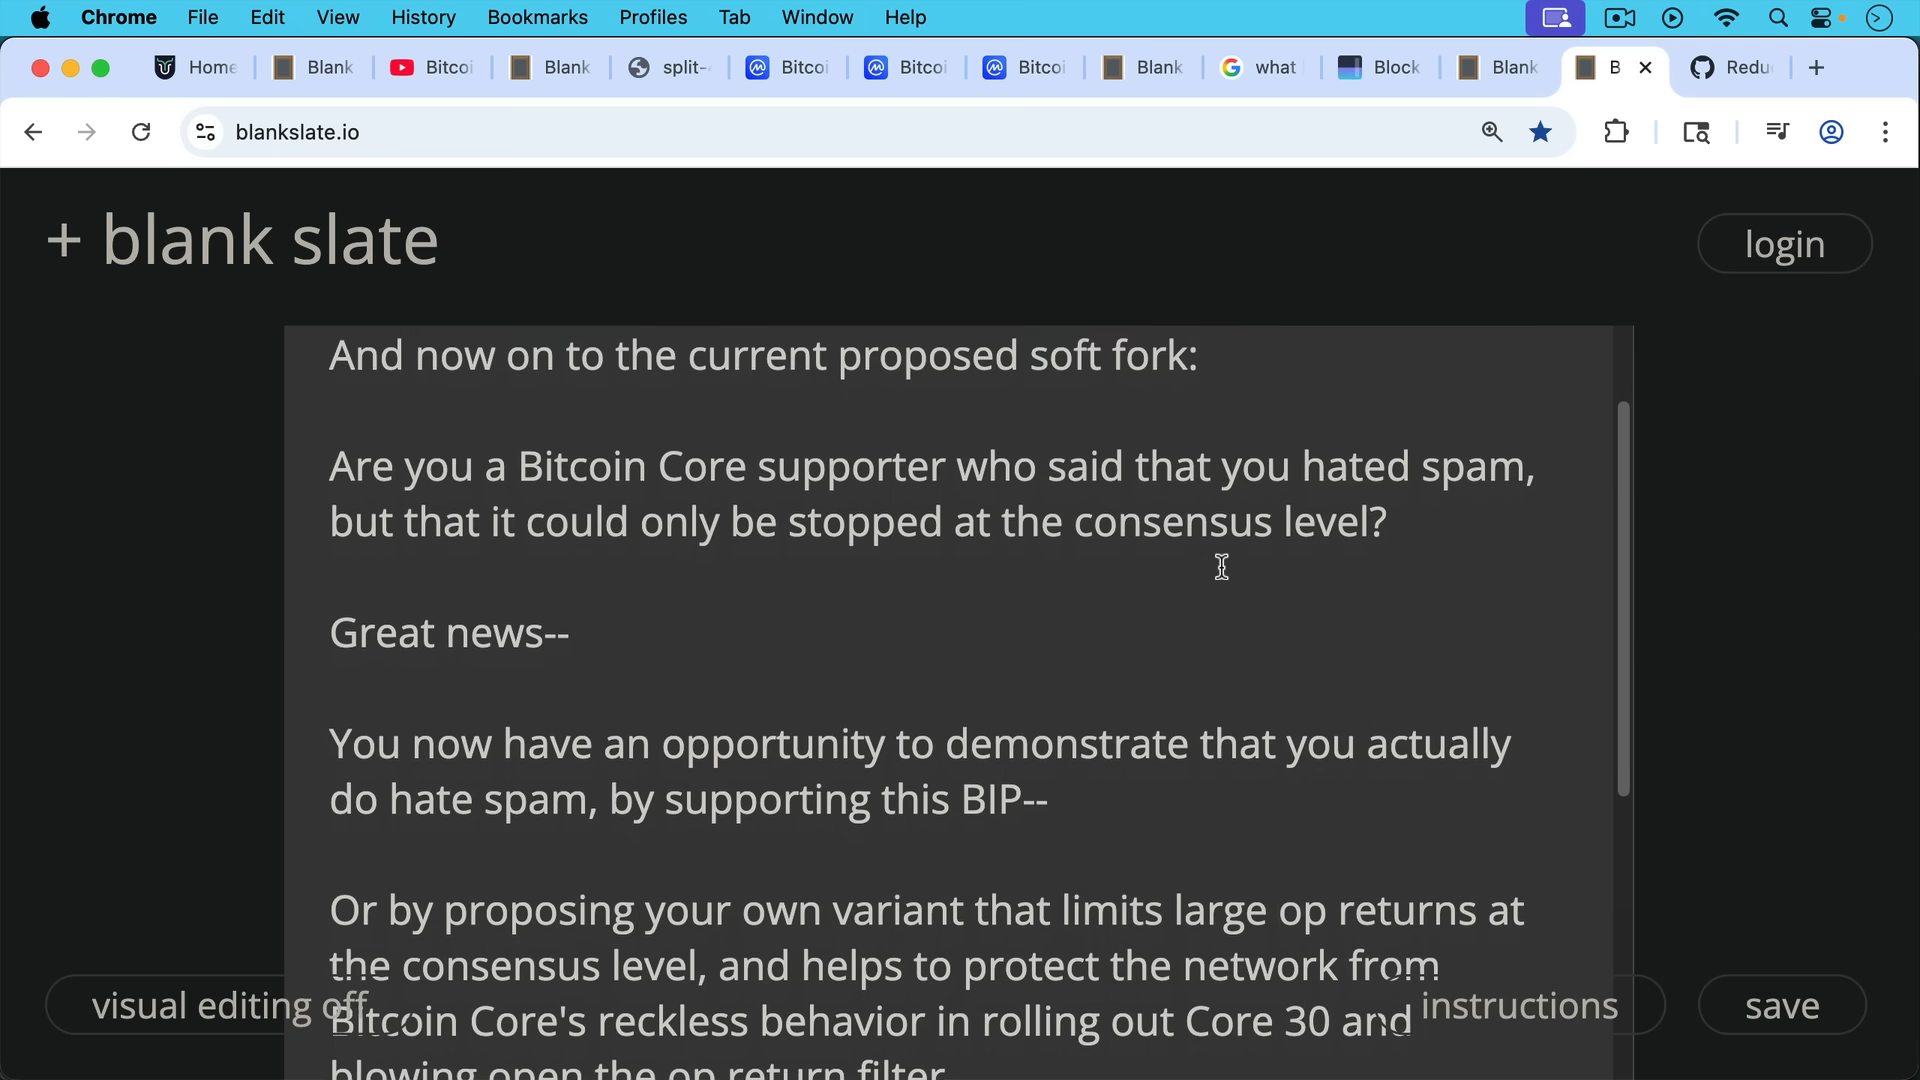 Chrome File Edit View History Bookmarks Profiles Tab Window Help
Home Blank Bitcoi Blank split- Bitcoi Bitcoi Bitcoi Blank what Block Blank B Redu
blankslate.io
+ blank slate
login
And now on to the current proposed soft fork:
Are you a Bitcoin Core supporter who said that you hated spam,
but that it could only be stopped at the consensus level?
Great news--
You now have an opportunity to demonstrate that you actually
do hate spam, by supporting this BIP--
Or by proposing your own variant that limits large op returns at
the consensus level, and helps to protect the network from
Bitcoin Core's reckless behavior in rolling out Core 30 and
blowing open the op return filter
visual editing off
instructions
save